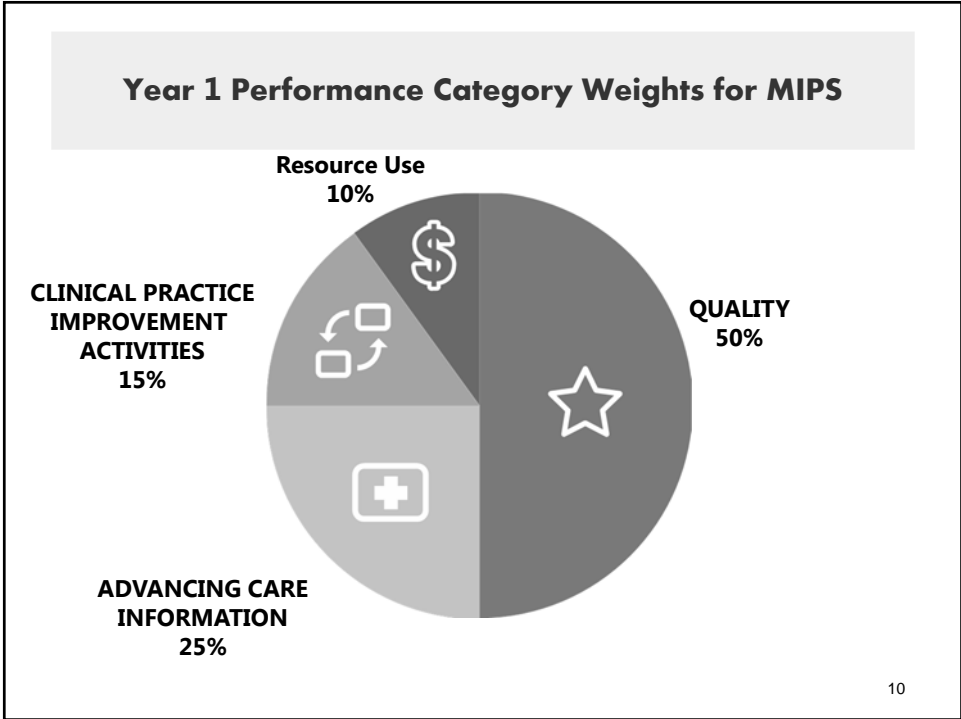 Year 1 Performance Category Weights for MIPS
Resource Use
10%
CLINICAL PRACTICE
IMPROVEMENT
ACTIVITIES
15%
QUALITY
50%
ADVANCING CARE
INFORMATION
25%
10